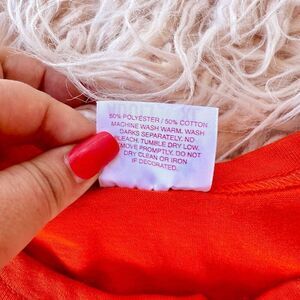 50% POLYESTER / 50% COTTON
MACHINE WASH WARM. WASH
DARKS SEPARATELY. NO
BLEACH. TUMBLE DRY LOW.
REMOVE PROMPTLY. DO NOT
DRY CLEAN OR IRON
IF DECORATED.